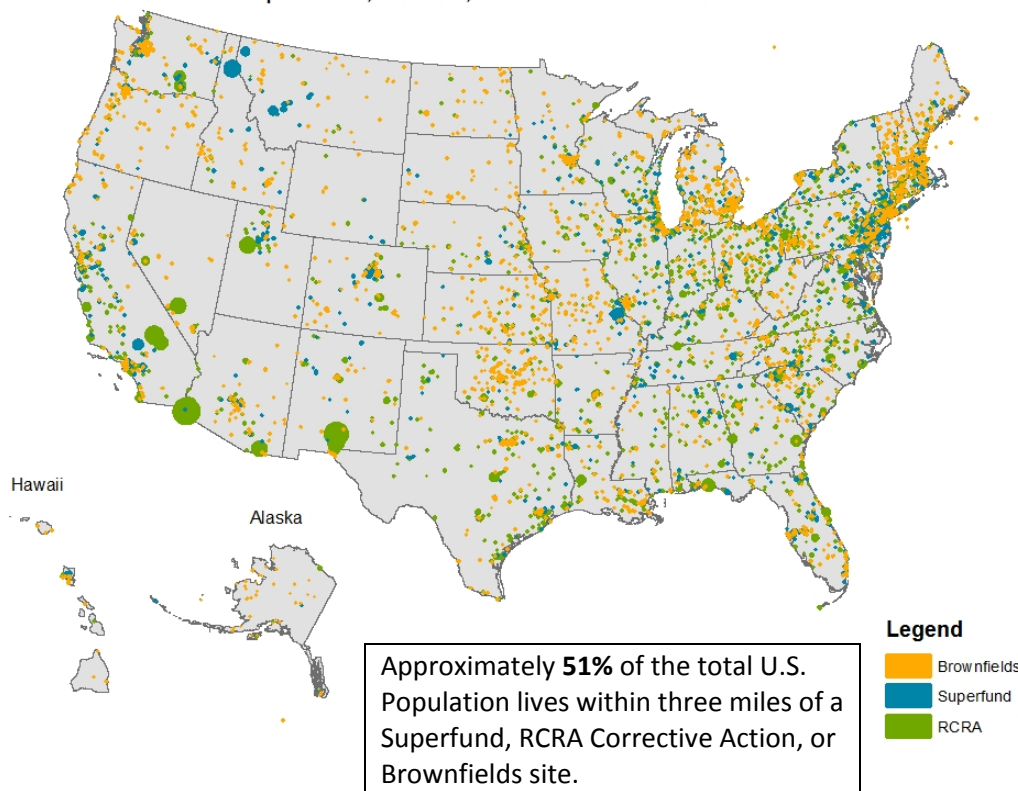 Hawaii
Alaska
Legend
Brownfields
Superfund
RCRA
Approximately 51% of the total U.S.
Population lives within three miles of a
Superfund, RCRA Corrective Action, or
Brownfields site.